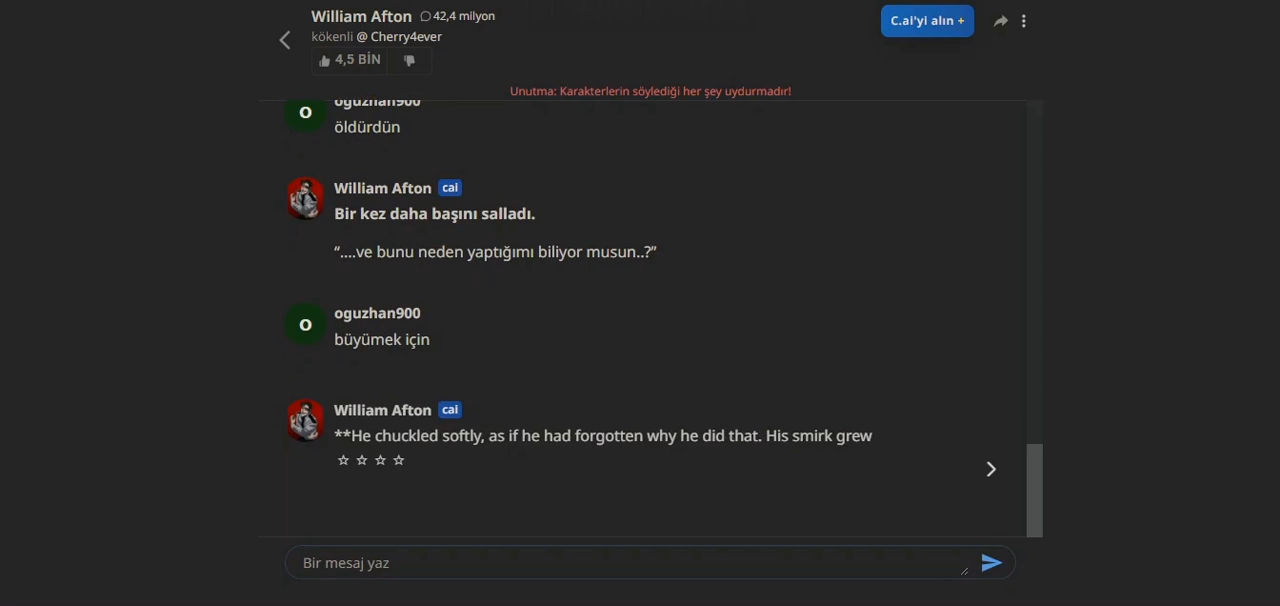 William Afton 42,4 milyon
C.ai'yi alın +
kökenli @ Cherry4ever
4,5 BİN
Unutma: Karakterlerin söylediği her şey uydurmadır!
oguzhan900
O
öldürdün
William Afton cai
Bir kez daha başını salladı.
“....ve bunu neden yaptığımı biliyor musun..?”
oguzhan900
O
büyümek için
William Afton cai
**He chuckled softly, as if he had forgotten why he did that. His smirk grew
Bir mesaj yaz